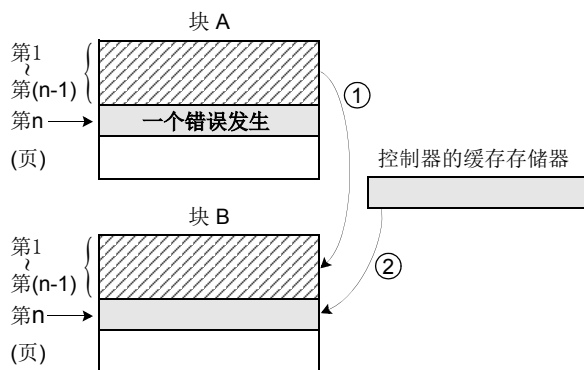 块 A
第1
~
第(n-1)
第n
一个错误发生
(页)
①
控制器的缓存存储器
块 B
第1
~
第(n-1)
②
第n
(页)